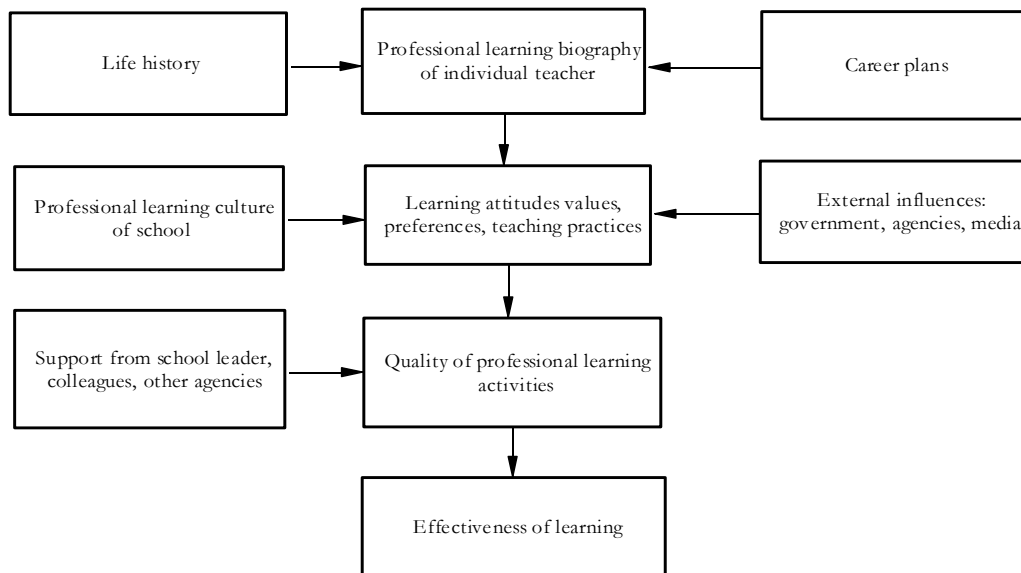 Life history
Professional learning biography
of individual teacher
Career plans
Professional learning culture
of school
Learning attitudes values,
preferences, teaching practices
External influences:
government, agencies, media
Support from school leader,
colleagues, other agencies
Quality of professional learning
activities
Effectiveness of learning